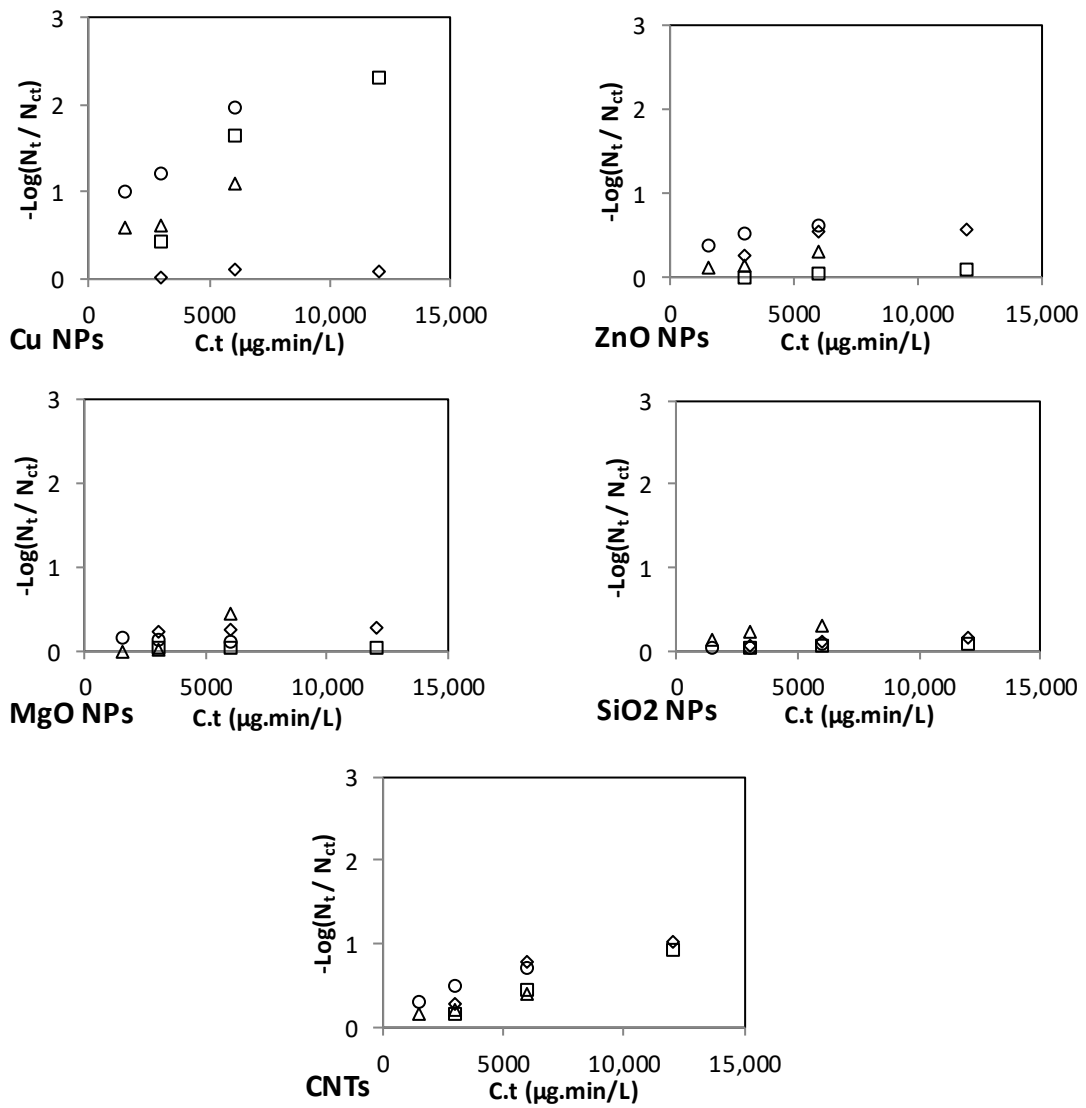 3
2
1
0
-Log(Nt / Nct)
0 5000 10,000 15,000
Cu NPs
C.t (µg.min/L)
3
2
1
0
-Log(Nt / Nct)
0 5000 10,000 15,000
ZnO NPs
C.t (µg.min/L)
3
2
1
0
-Log(Nt / Nct)
0 5000 10,000 15,000
MgO NPs
C.t (µg.min/L)
3
2
1
0
-Log(Nt / Nct)
0 5000 10,000 15,000
SiO2 NPs
C.t (µg.min/L)
3
2
1
0
-Log(Nt / Nct)
0 5000 10,000 15,000
CNTs
C.t (µg.min/L)